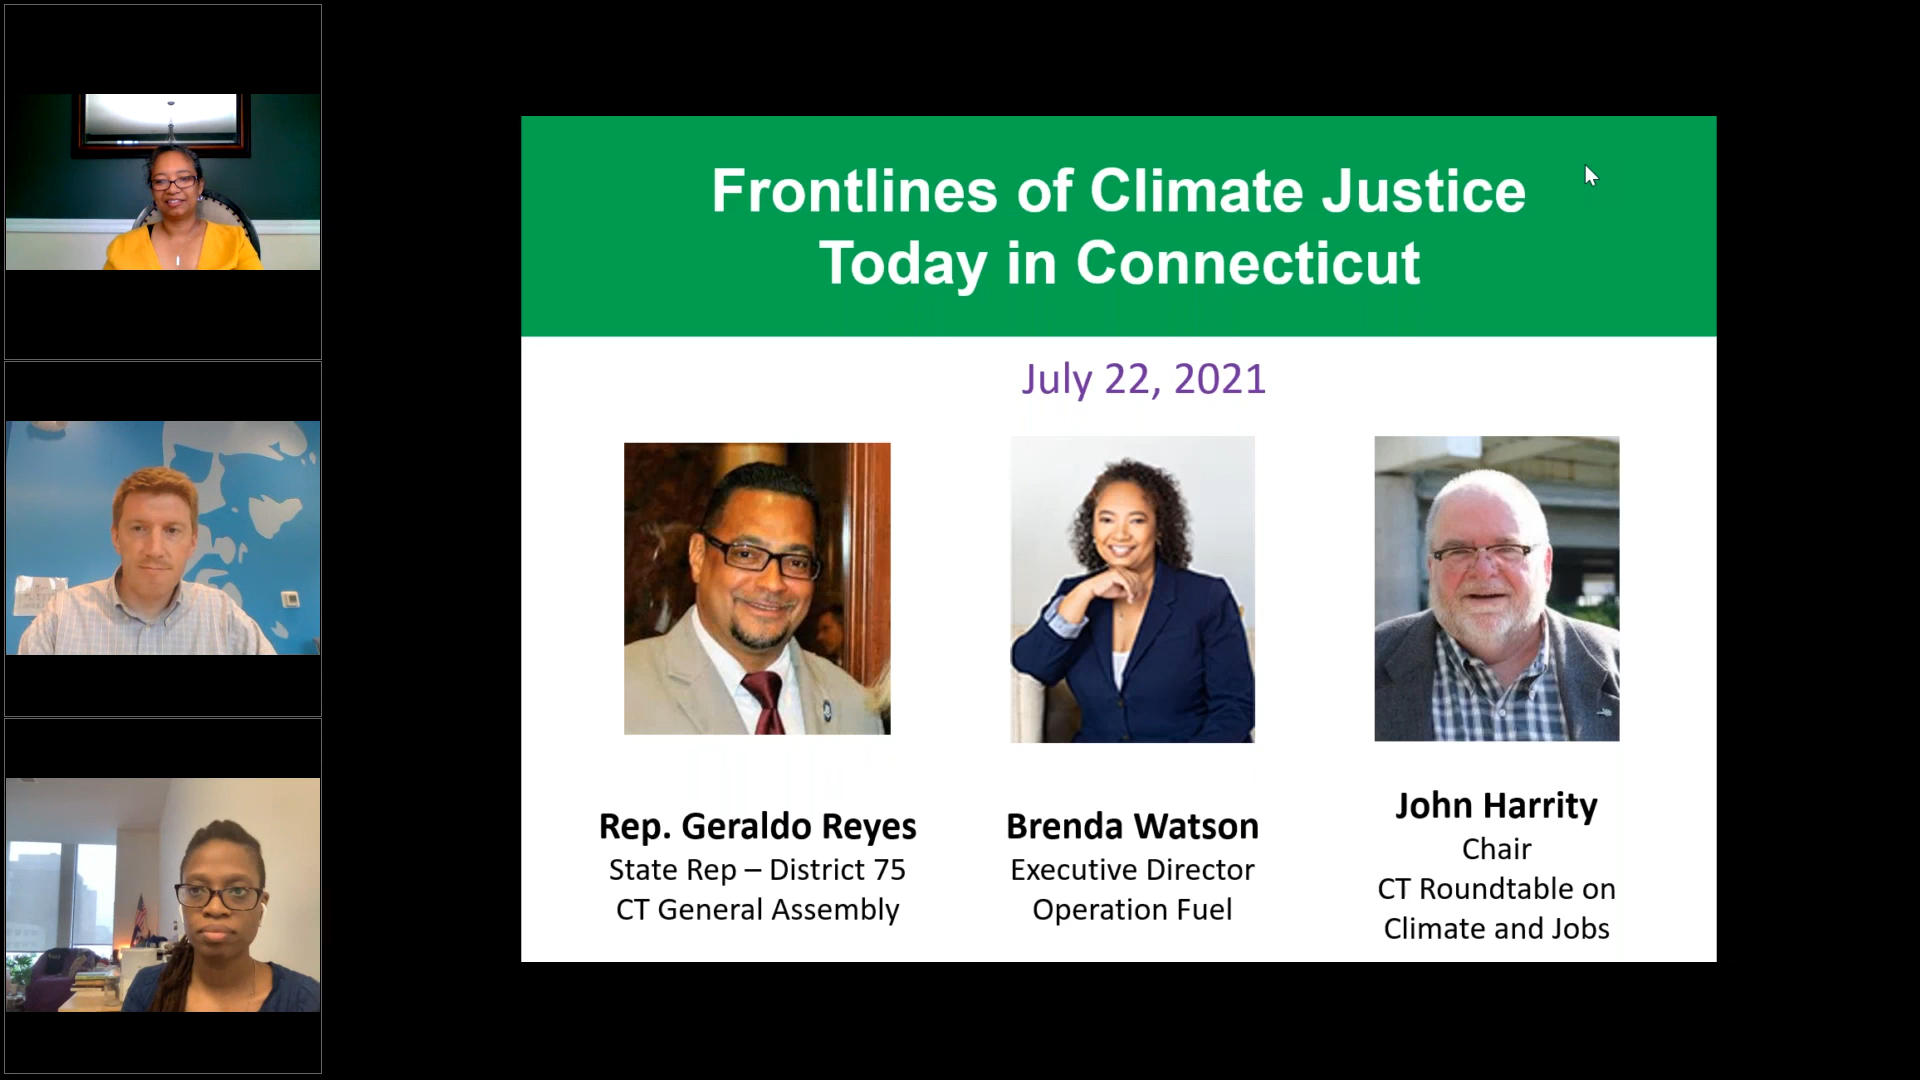 Frontlines of Climate Justice
Today in Connecticut
July 22, 2021
Rep. Geraldo Reyes
State Rep – District 75
CT General Assembly
Brenda Watson
Executive Director
Operation Fuel
John Harrity
Chair
CT Roundtable on
Climate and Jobs